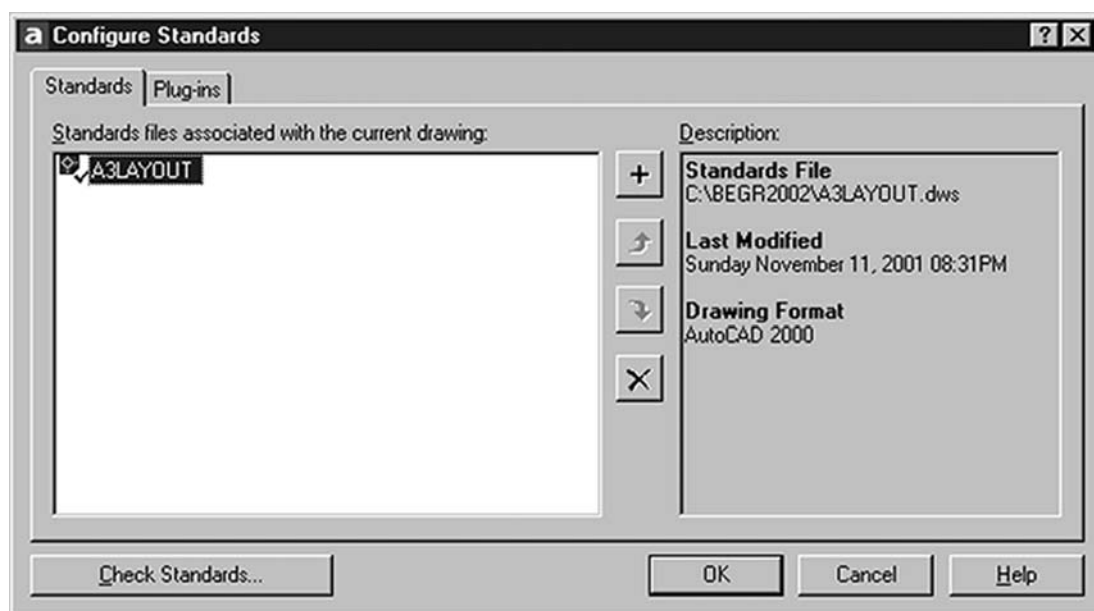 a Configure Standards
Standards Plug-ins
Standards files associated with the current drawing:
A3LAYOUT
Description:
Standards File
C:\BEGR2002\A3LAYOUT.dws
Last Modified
Sunday November 11, 2001 08:31PM
Drawing Format
AutoCAD 2000
Check Standards...
OK Cancel Help